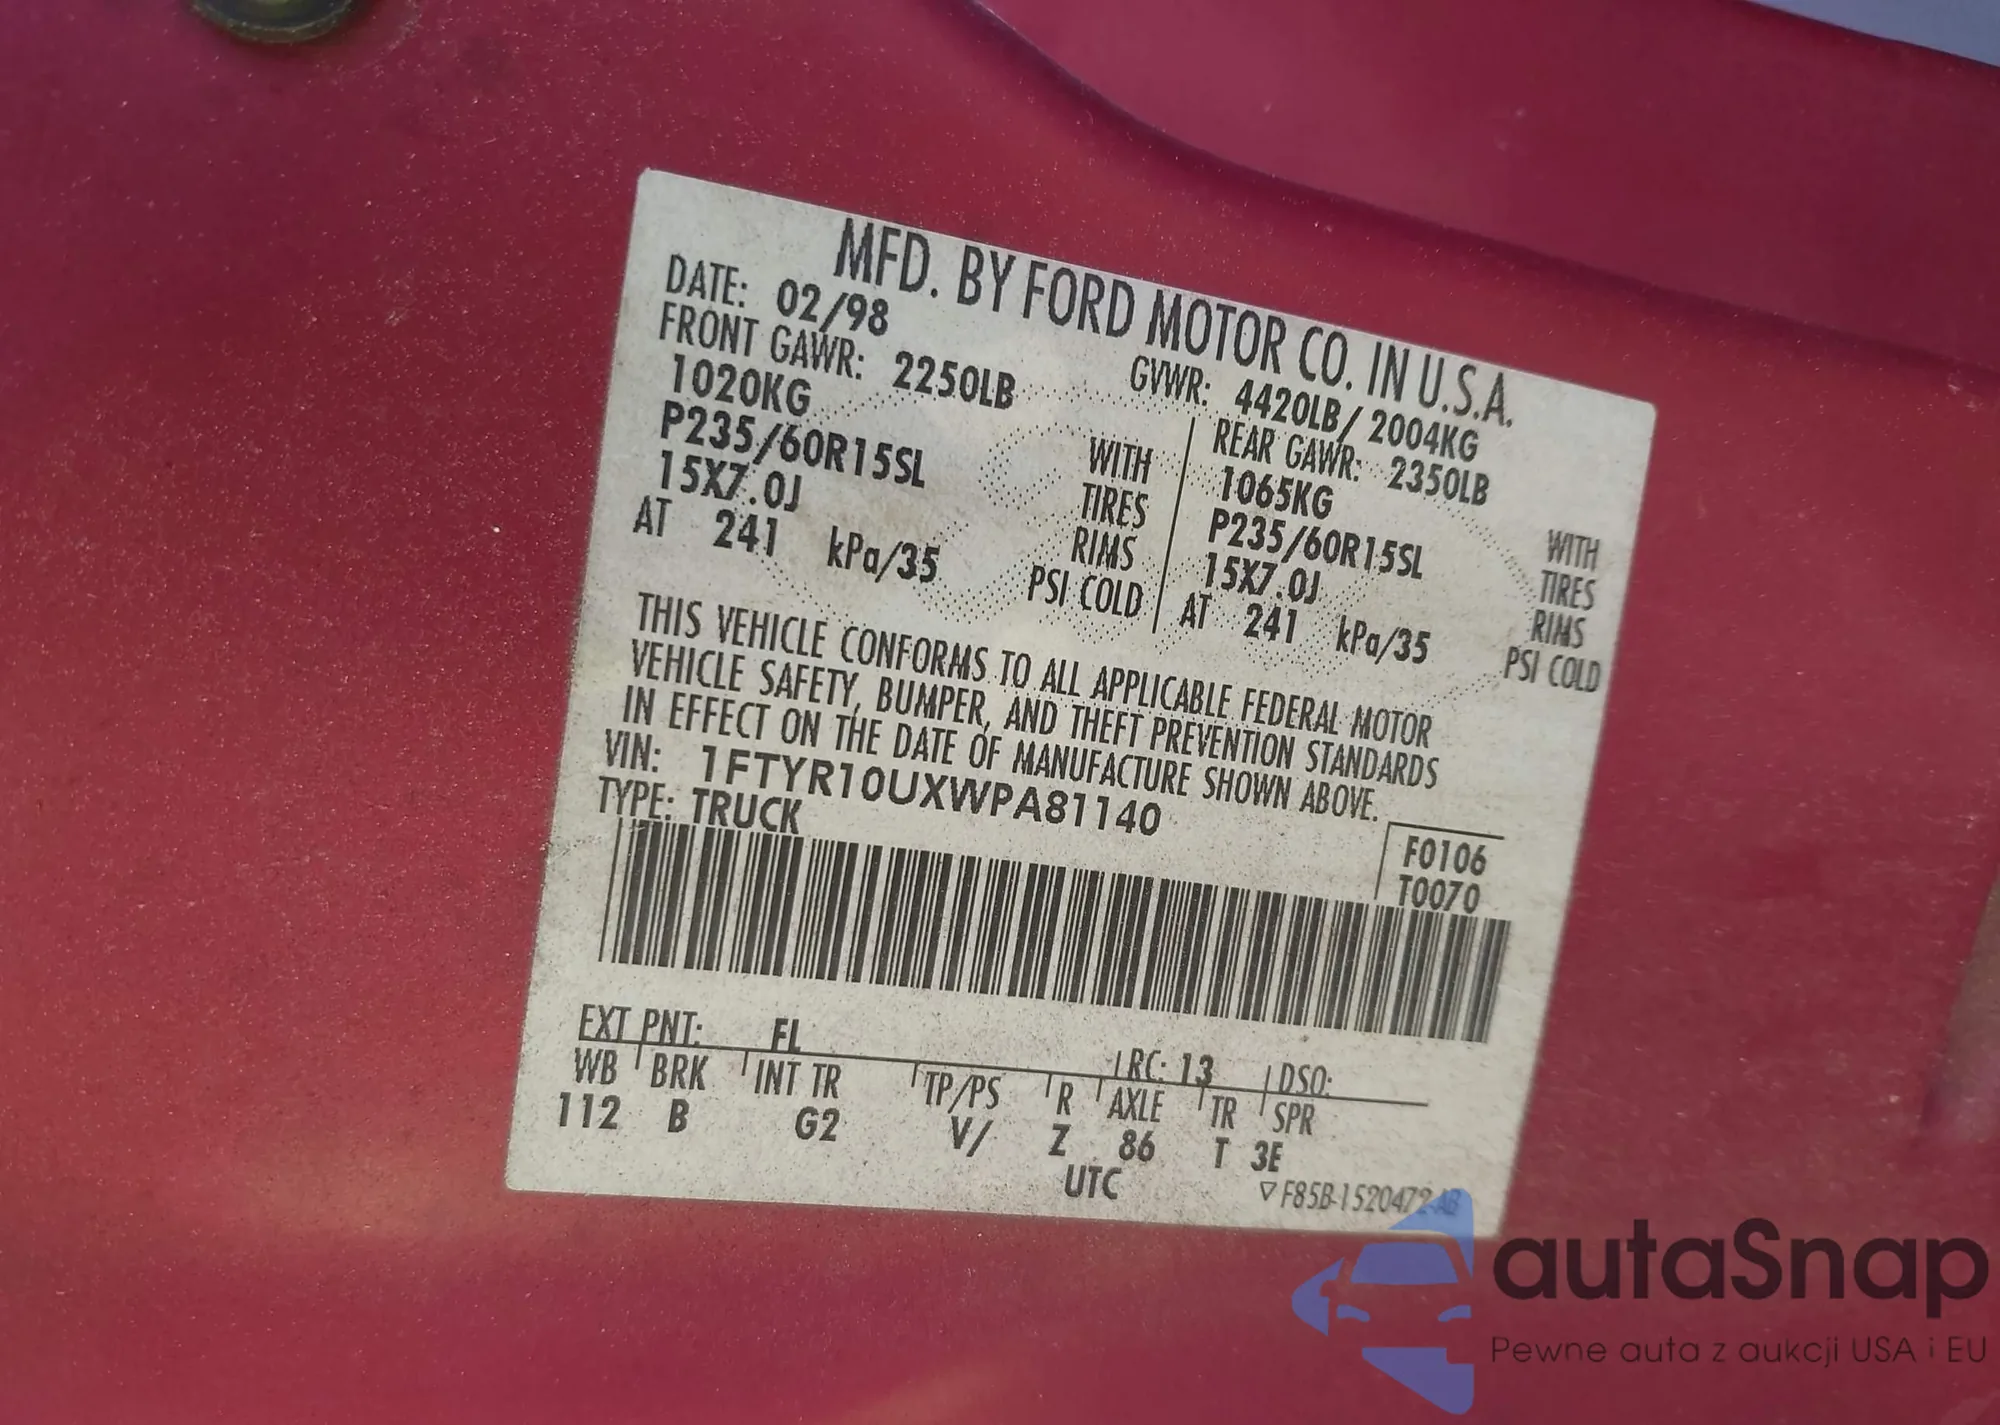 MFD. BY FORD MOTOR CO. IN U.S.A.
DATE: 02/98 GVWR: 4420LB/ 2004KG
FRONT GAWR: 2250LB REAR GAWR: 2350LB
1020KG WITH 1065KG WITH
P235/60R15SL TIRES P235/60R15SL TIRES
15X7.0J RIMS 15X7.0J RIMS
AT 241 kPa/35 PSI COLD AT 241 kPa/35 PSI COLD
THIS VEHICLE CONFORMS TO ALL APPLICABLE FEDERAL MOTOR
VEHICLE SAFETY, BUMPER, AND THEFT PREVENTION STANDARDS
IN EFFECT ON THE DATE OF MANUFACTURE SHOWN ABOVE.
VIN: 1FTYR10UXWPA81140
TYPE: TRUCK
F0106
T0070
EXT PNT: FL RC: 13 DSO:
WB BRK INT TR TP/PS R AXLE TR SPR
112 B G2 V/ Z 86 T 3E
UTC
▽ F85B-1520472-AB
autaSnap
Pewne auta z aukcji USA i EU